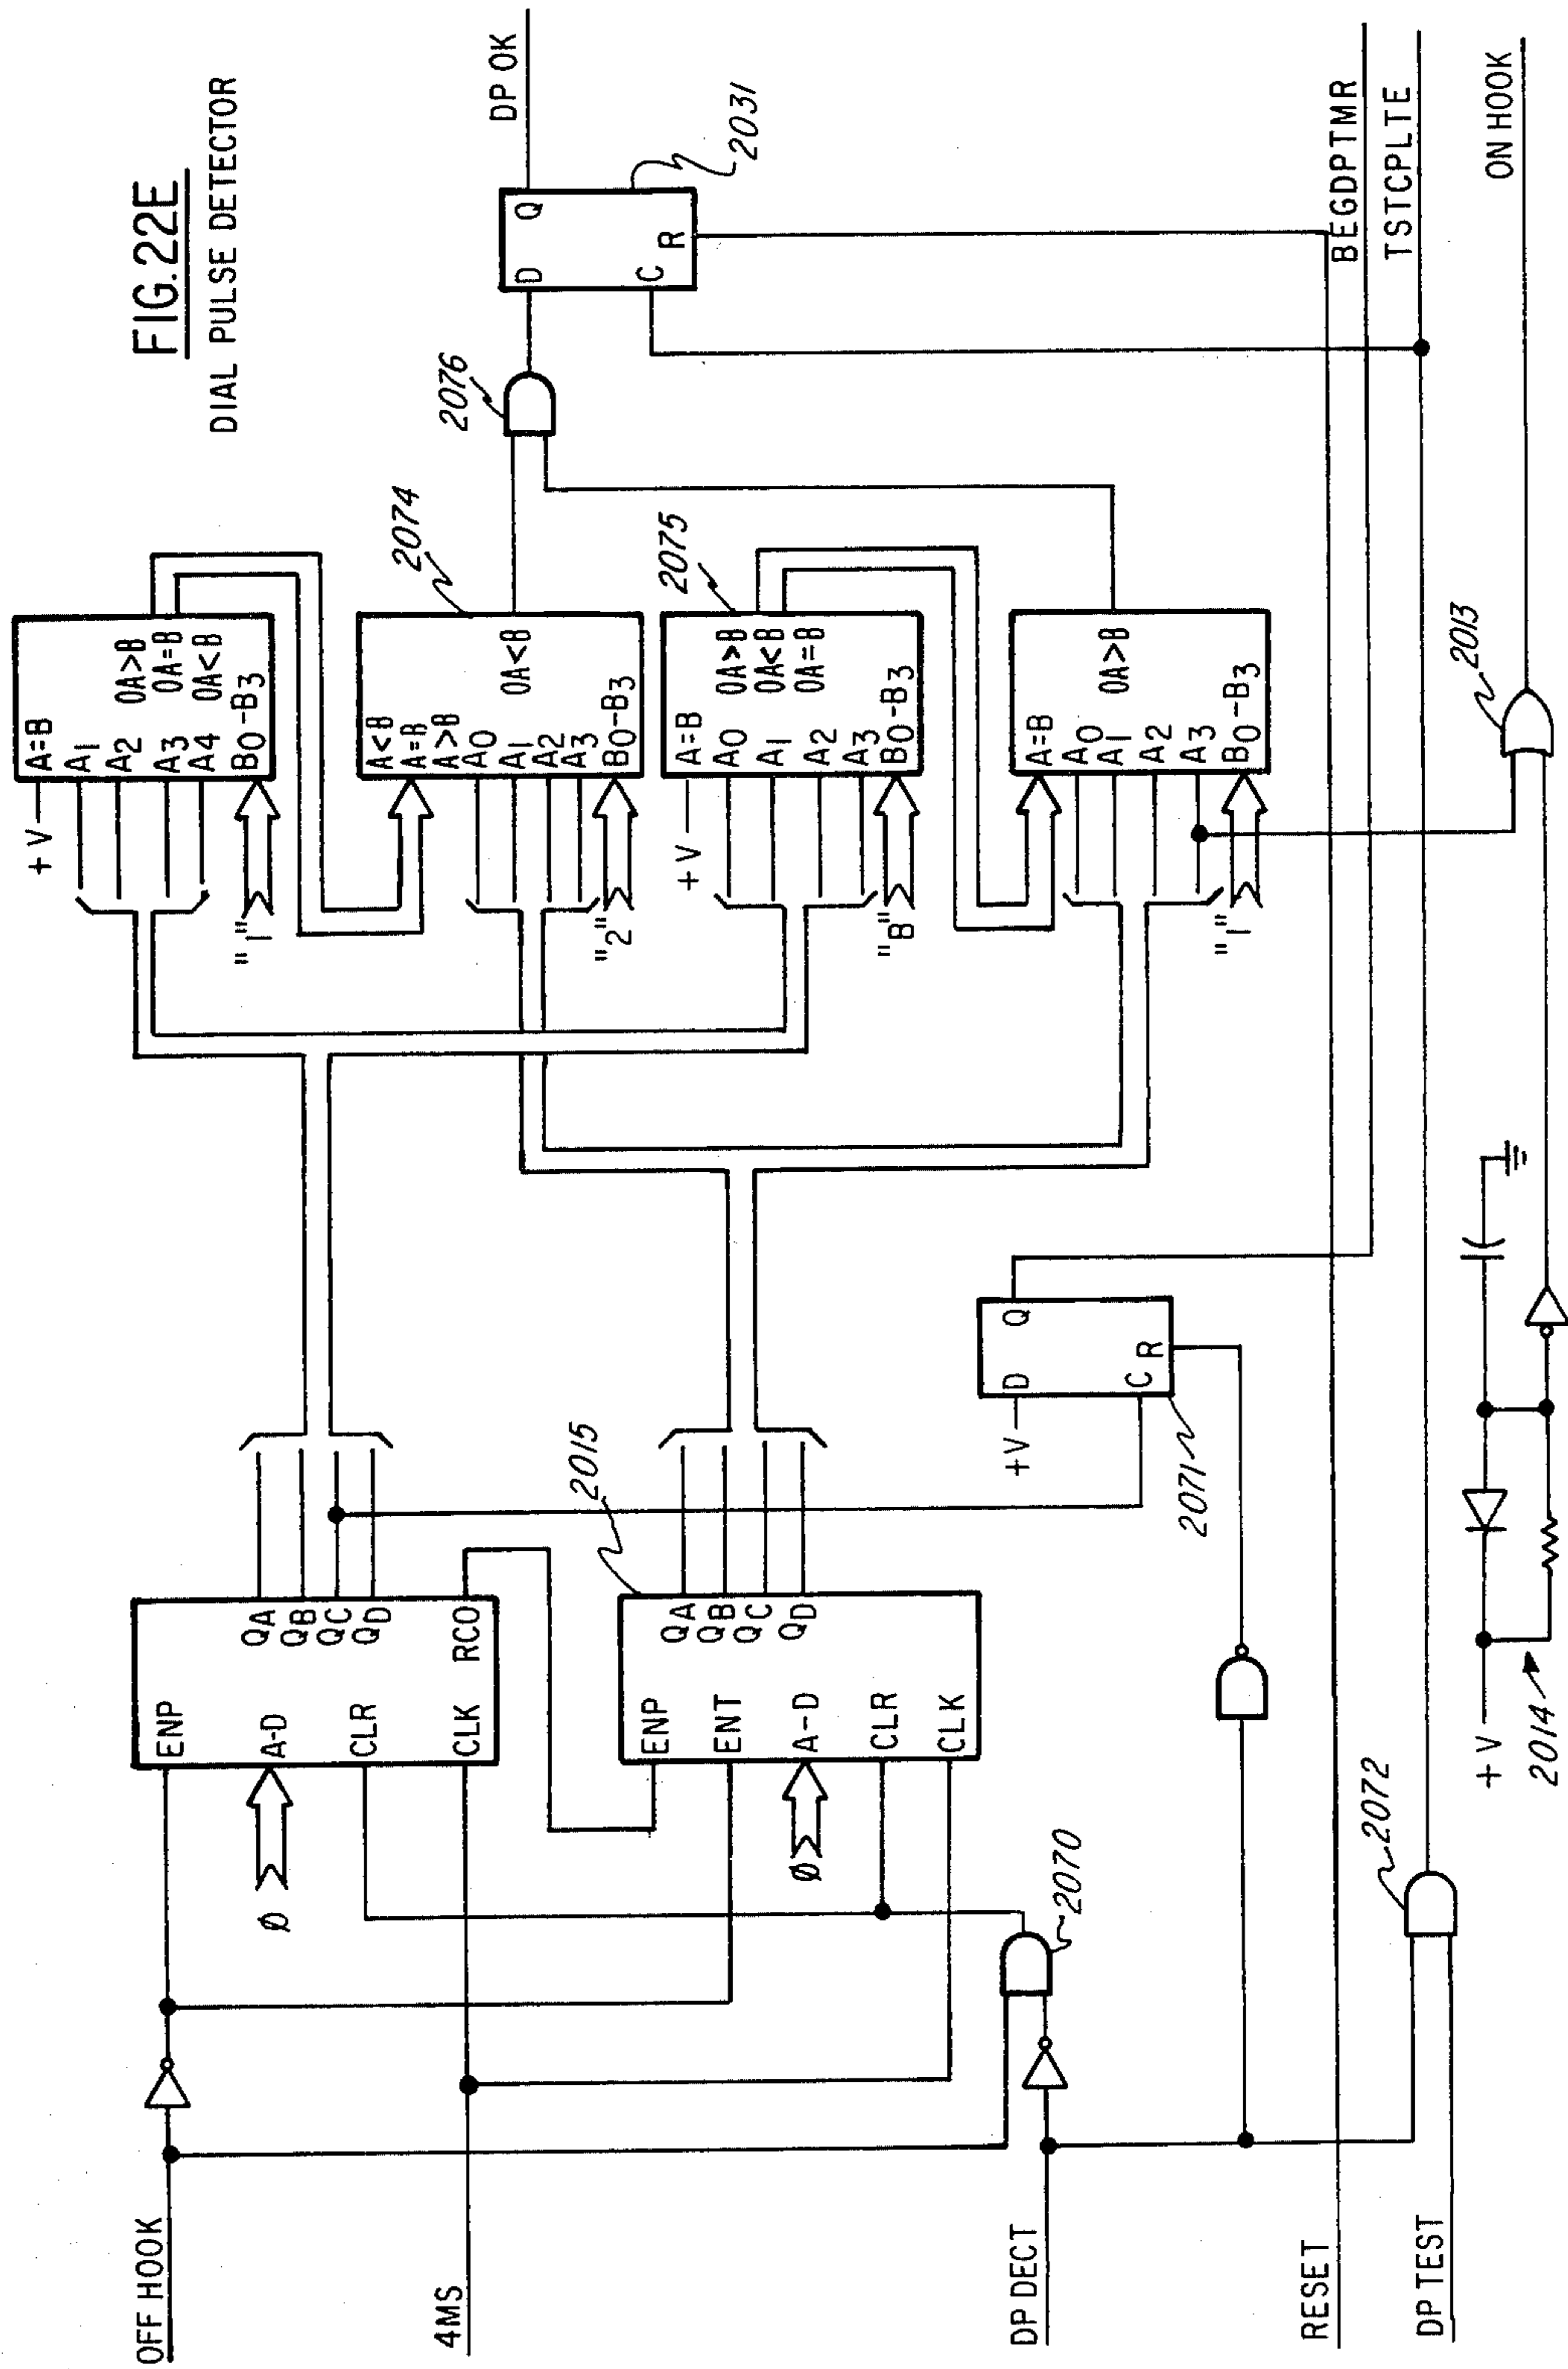 FIG.22E
DIAL PULSE DETECTOR
OFF HOOK
4MS
DP DECT
RESET
DP TEST
ENP
Ø
A-D
CLR
CLK
QA
QB
QC
QD
RCO
2015
ENP
ENT
Ø
A-D
CLR
CLK
QA
QB
QC
QD
2070
2072
+V
D
Q
C
R
2071
+V
2014
+V
A=B
A1
A2
A3
A4
B0-B3
OA>B
OA=B
OA<B
"1"
2074
A<B
A=B
A>B
A0
A1
A2
A3
B0-B3
OA<B
"2"
2075
+V
A=B
A0
A1
A2
A3
B0-B3
OA>B
OA<B
OA=B
"B"
A=B
A0
A1
A2
A3
B0-B3
OA>B
"1"
2076
2013
D
Q
C
R
2031
DP OK
BEGDPTMR
TSTCPLTE
ON HOOK